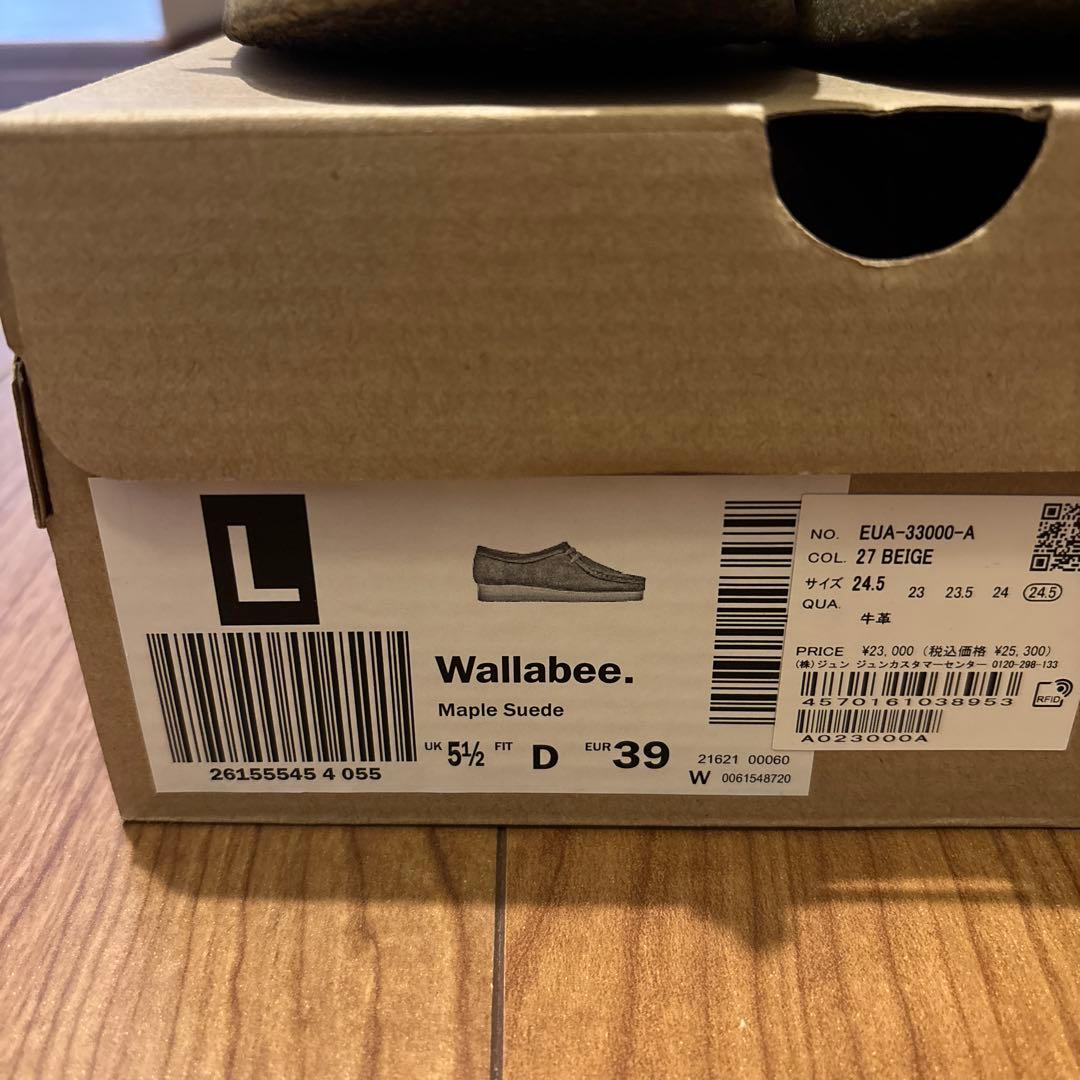 L
26155545 4 055
Wallabee.
Maple Suede
UK 5½ FIT D EUR 39
21621 00060
W 0061548720
NO. EUA-33000-A
COL. 27 BEIGE
サイズ 24.5 23 23.5 24 24.5
QUA.
牛革
PRICE ¥23,000 (税込価格 ¥25,300)
(株)ジュン ジュンカスタマーセンター 0120-298-133
4570161038953
RFID
A023000A